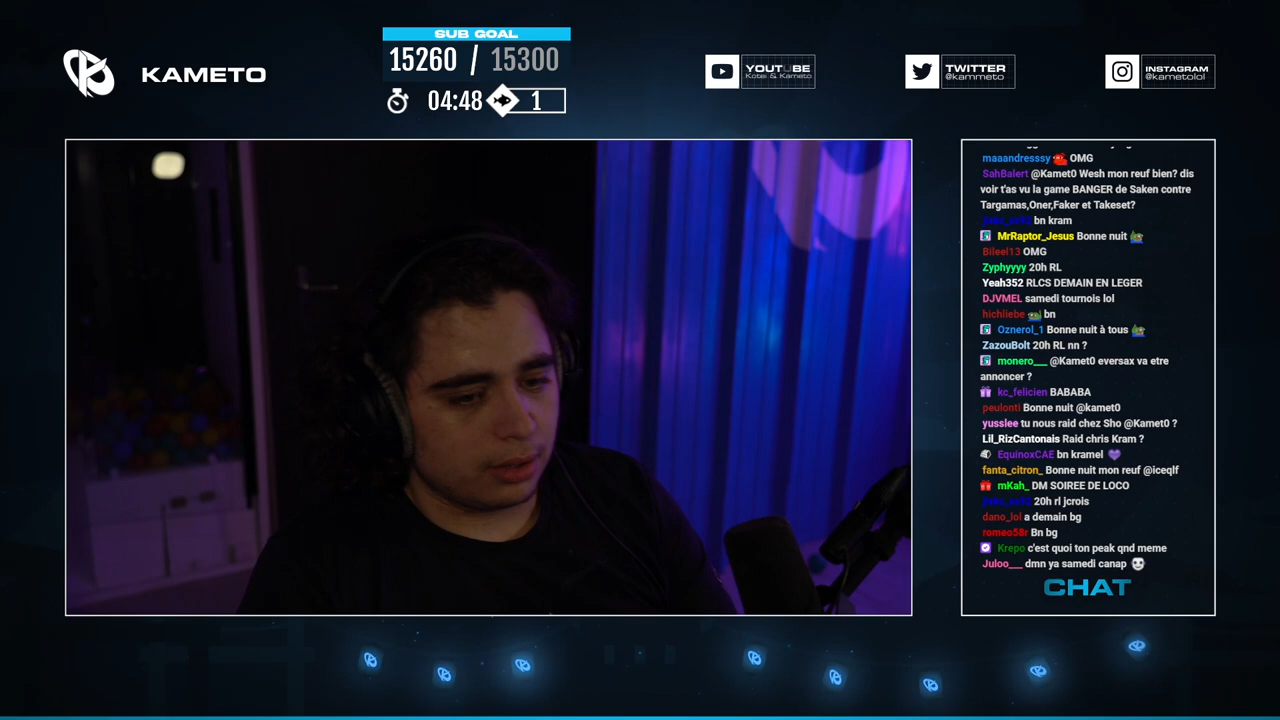 KAMETO
SUB GOAL
15260 / 15300
04:48 1
YOUTUBE
Kotei & Kameto
TWITTER
@kammeto
INSTAGRAM
@kametolol
maaandresssy OMG
SahBalert @Kamet0 Wesh mon reuf bien? dis
voir t'as vu la game BANGER de Saken contre
Targamas,Oner,Faker et Takeset?
bn kram
MrRaptor_Jesus Bonne nuit
Bileel13 OMG
Zyphyyyy 20h RL
Yeah352 RLCS DEMAIN EN LEGER
DJVMEL samedi tournois lol
hichliebe bn
Oznerol_1 Bonne nuit à tous
ZazouBolt 20h RL nn ?
monero___ @Kamet0 eversax va etre
annoncer ?
kc_felicien BABABA
peulonti Bonne nuit @kamet0
yusslee tu nous raid chez Sho @Kamet0 ?
Lil_RizCantonais Raid chris Kram ?
EquinoxCAE bn kramel
fanta_citron_ Bonne nuit mon reuf @iceqlf
mKah_ DM SOIREE DE LOCO
20h rl jcrois
dano_lol a demain bg
romeo58r Bn bg
Krepo c'est quoi ton peak qnd meme
Juloo___ dmn ya samedi canap
CHAT